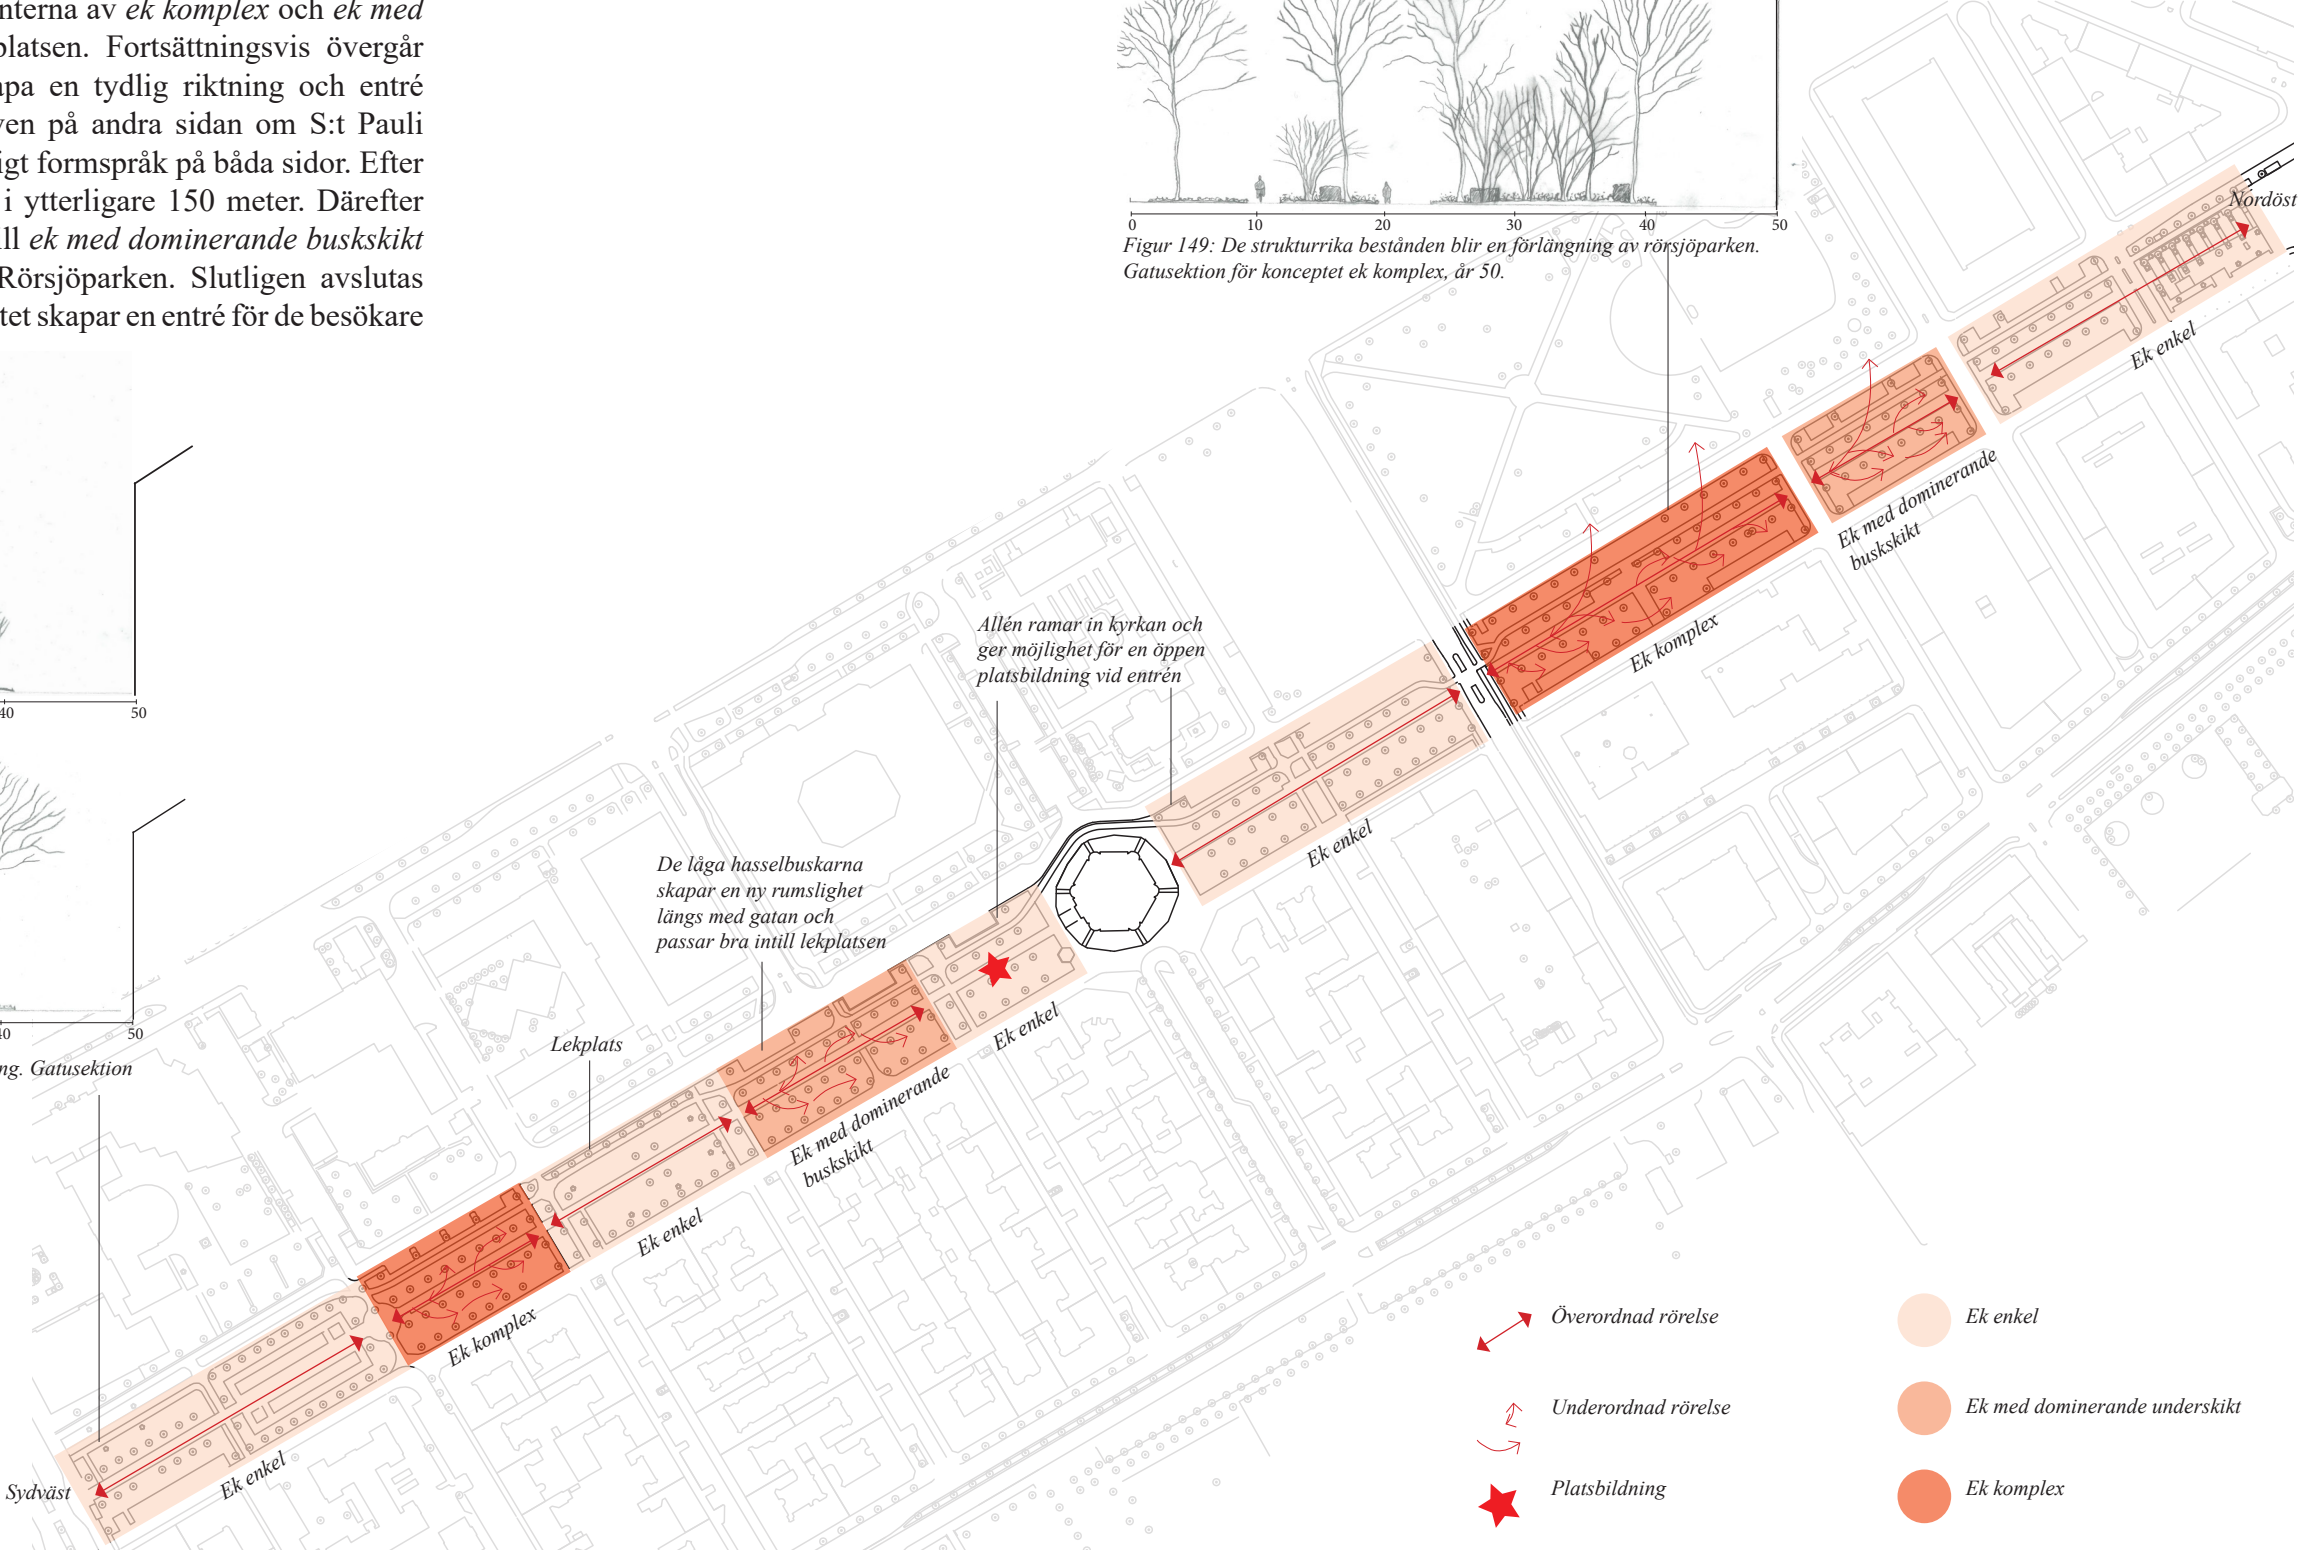 nterna av ek komplex och ek med
platsen. Fortsättningsvis övergår
apa en tydlig riktning och entré
ven på andra sidan om S:t Pauli
igt formspråk på båda sidor. Efter
i ytterligare 150 meter. Därefter
ll ek med dominerande buskskikt
Rörsjöparken. Slutligen avslutas
tet skapar en entré för de besökare
0
10
20
30
40
50
Figur 149: De strukturrika bestånden blir en förlängning av rörsjöparken.
Gatusektion för konceptet ek komplex, år 50.
40
50
40
50
ng. Gatusektion
Nordöst
Ek enkel
Ek med dominerande
buskskikt
Ek komplex
Allén ramar in kyrkan och
ger möjlighet för en öppen
platsbildning vid entrén
Ek enkel
De låga hasselbuskarna
skapar en ny rumslighet
längs med gatan och
passar bra intill lekplatsen
Ek enkel
Lekplats
Ek med dominerande
buskskikt
Ek enkel
Ek komplex
Ek enkel
Sydväst
Överordnad rörelse
Underordnad rörelse
Platsbildning
Ek enkel
Ek med dominerande underskikt
Ek komplex